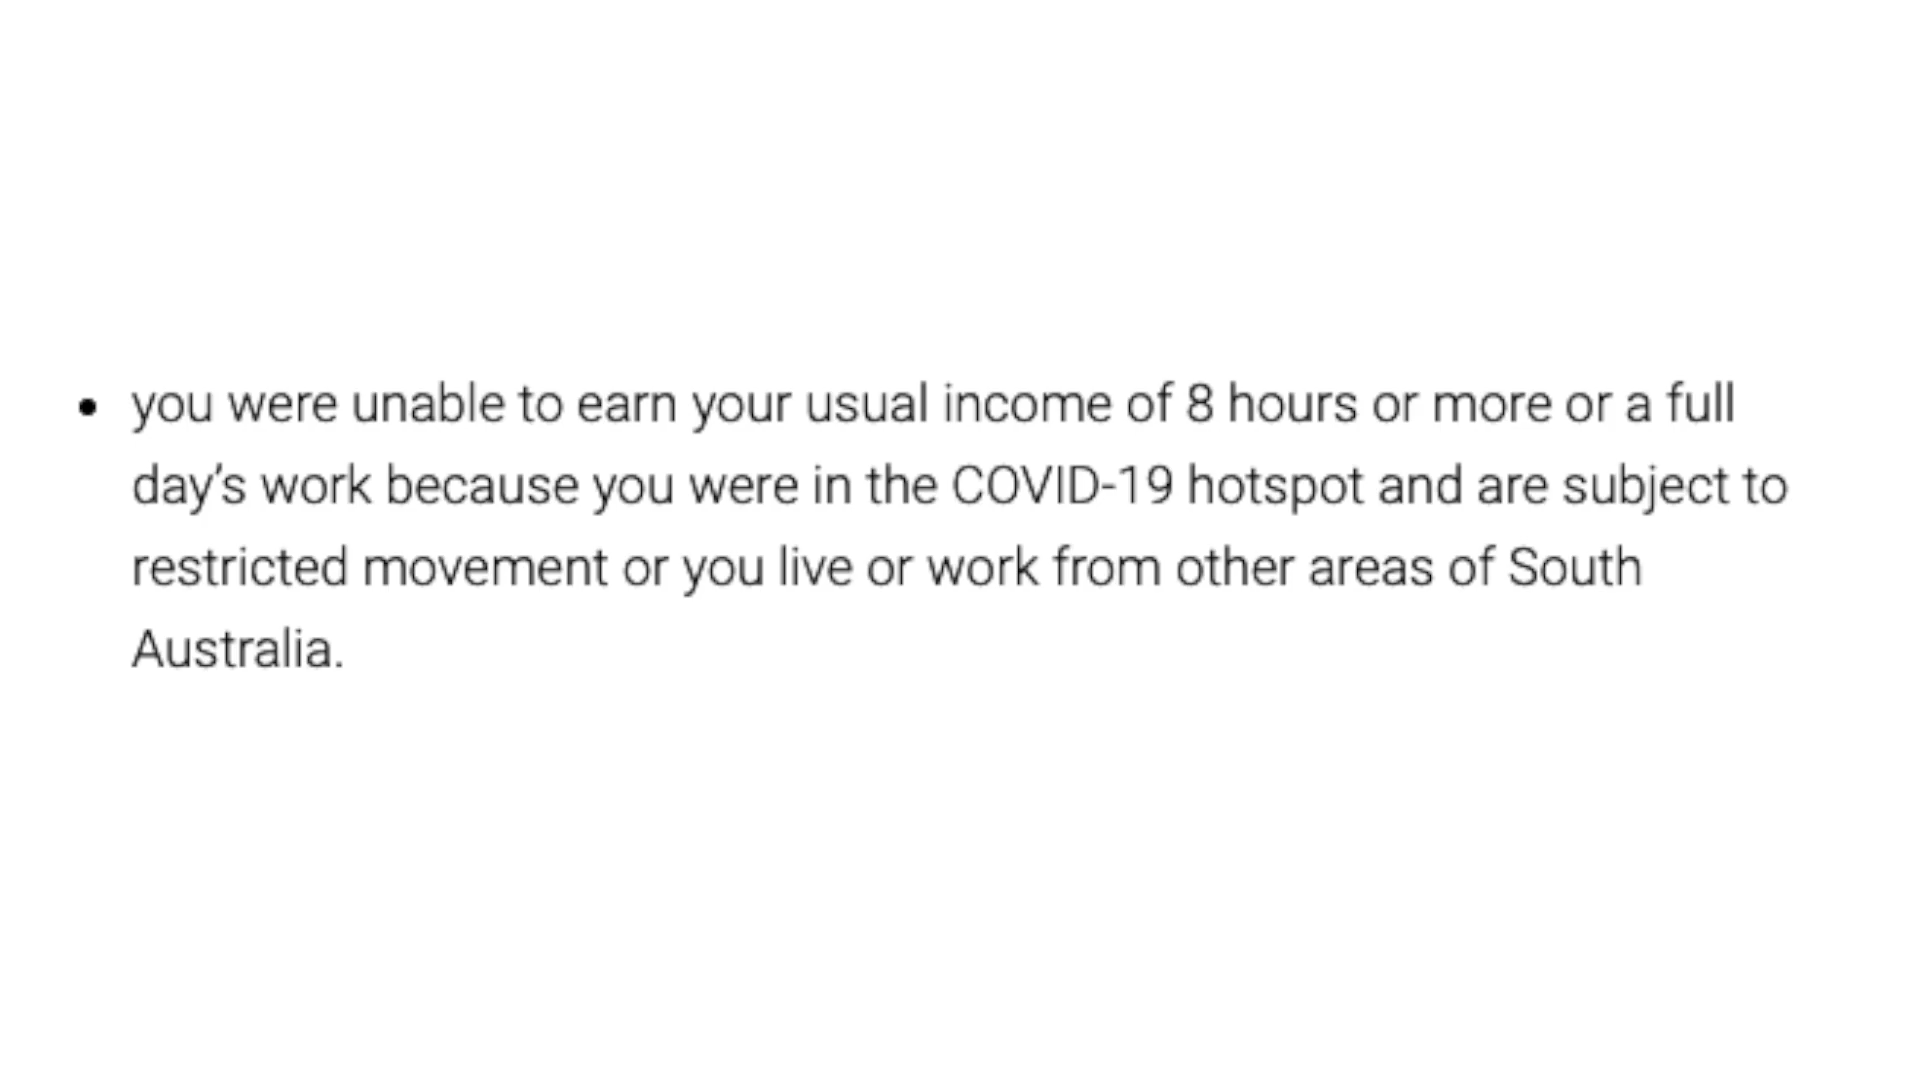 • you were unable to earn your usual income of 8 hours or more or a full
day’s work because you were in the COVID-19 hotspot and are subject to
restricted movement or you live or work from other areas of South
Australia.